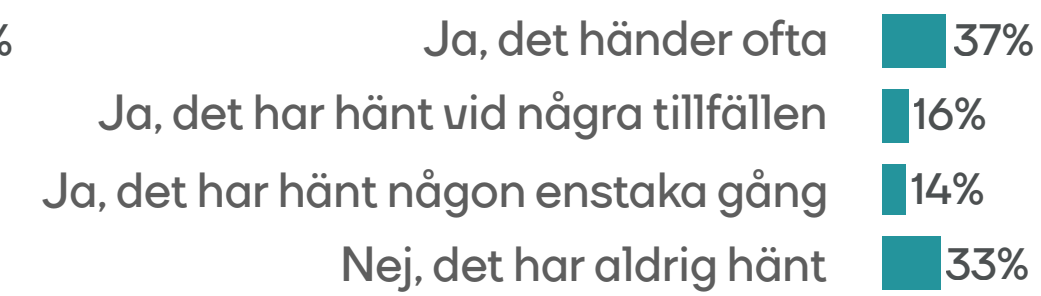 %
Ja, det händer ofta 37%
Ja, det har hänt vid några tillfällen 16%
Ja, det har hänt någon enstaka gång 14%
Nej, det har aldrig hänt 33%